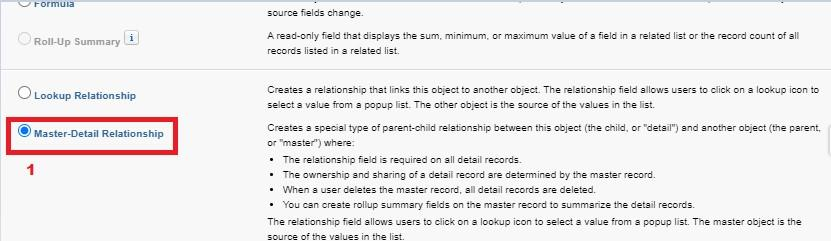 Formula
source fields change.
Roll-Up Summary i
A read-only field that displays the sum, minimum, or maximum value of a field in a related list or the record count of all
records listed in a related list.
Lookup Relationship
Creates a relationship that links this object to another object. The relationship field allows users to click on a lookup icon to
select a value from a popup list. The other object is the source of the values in the list.
Master-Detail Relationship
1
Creates a special type of parent-child relationship between this object (the child, or "detail") and another object (the parent,
or "master") where:
• The relationship field is required on all detail records.
• The ownership and sharing of a detail record are determined by the master record.
• When a user deletes the master record, all detail records are deleted.
• You can create rollup summary fields on the master record to summarize the detail records.
The relationship field allows users to click on a lookup icon to select a value from a popup list. The master object is the
source of the values in the list.